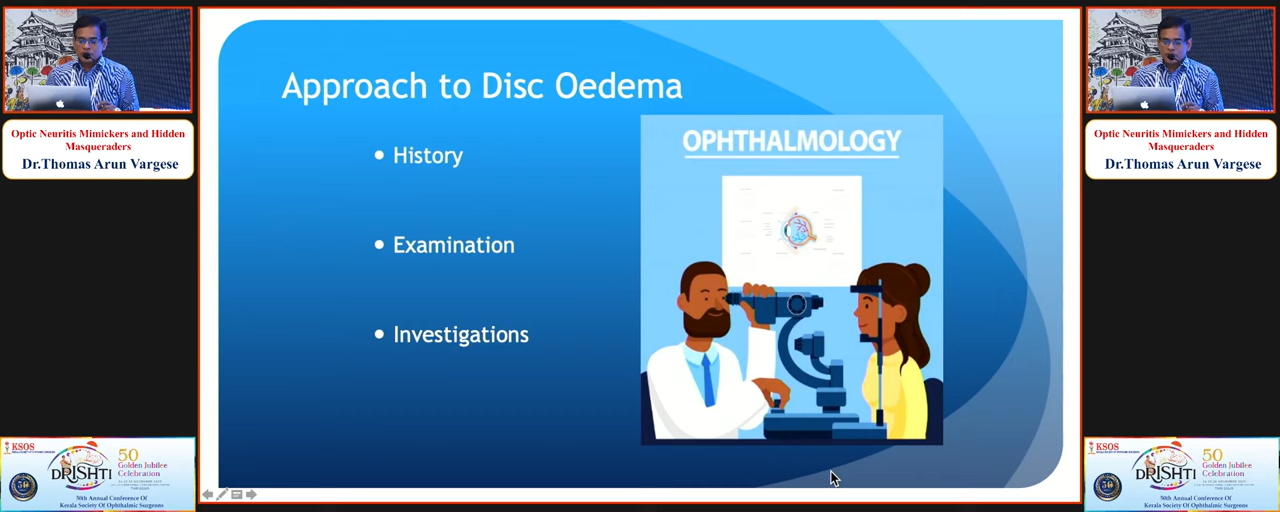 Optic Neuritis Mimickers and Hidden
Masqueraders
Dr.Thomas Arun Vargese
KSOS
DRISHTI
50
Golden Jubilee
Celebration
50th Annual Conference Of
Kerala Society Of Ophthalmic Surgeons
Approach to Disc Oedema
• History
• Examination
• Investigations
OPHTHALMOLOGY
Optic Neuritis Mimickers and Hidden
Masqueraders
Dr.Thomas Arun Vargese
KSOS
DRISHTI
50
Golden Jubilee
Celebration
50th Annual Conference Of
Kerala Society Of Ophthalmic Surgeons